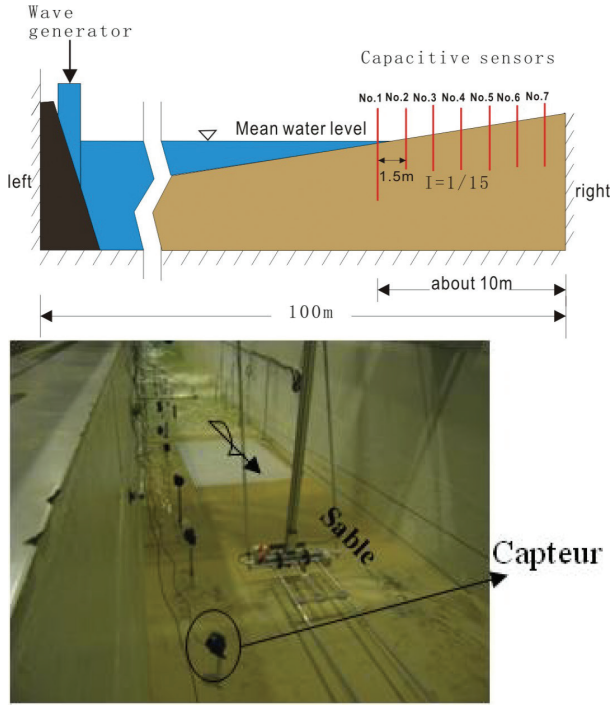 Wave
generator
Capacitive sensors
No.1 No.2 No.3 No.4 No.5 No.6 No.7
Mean water level
1.5m
I=1/15
left
right
about 10m
100m
Sable
Capteur